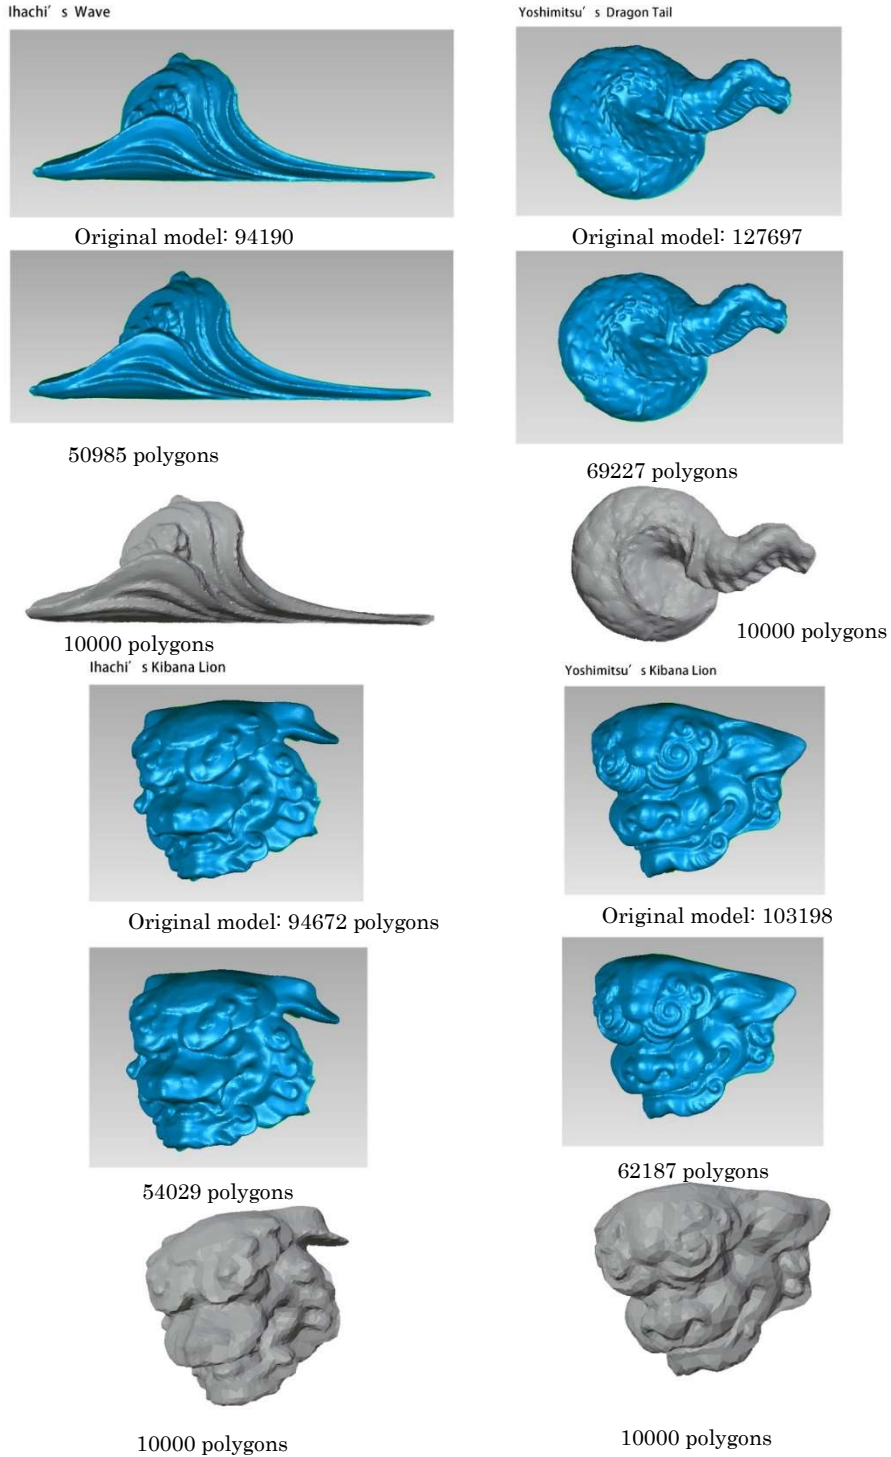 Ihachi’s Wave
Yoshimitsu’s Dragon Tail
Original model: 94190
Original model: 127697
50985 polygons
69227 polygons
10000 polygons
10000 polygons
Ihachi’s Kibana Lion
Yoshimitsu’s Kibana Lion
Original model: 94672 polygons
Original model: 103198
54029 polygons
62187 polygons
10000 polygons
10000 polygons